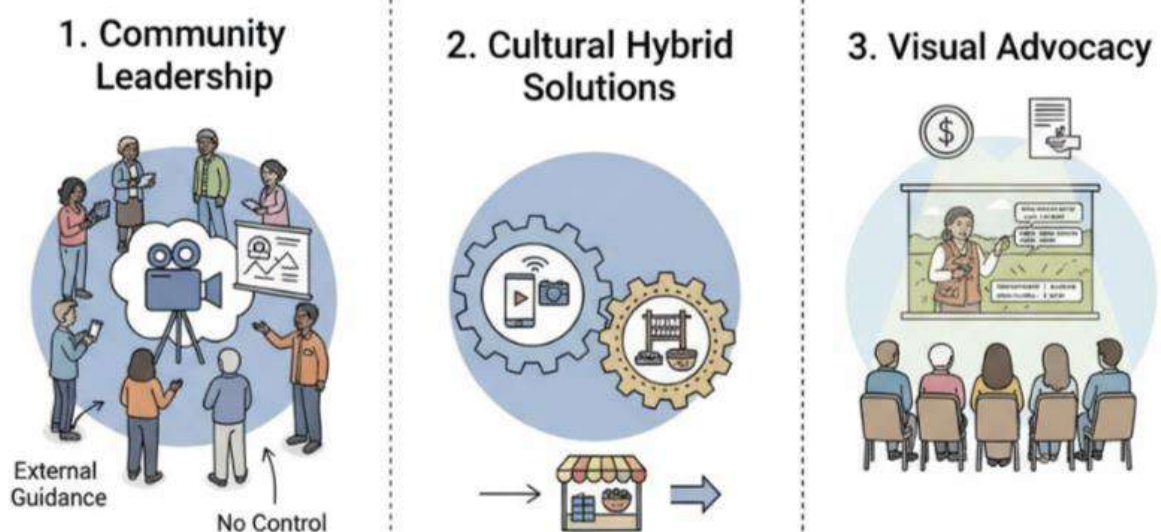 1. Community
Leadership
2. Cultural Hybrid
Solutions
3. Visual Advocacy
$
External
Guidance
No Control